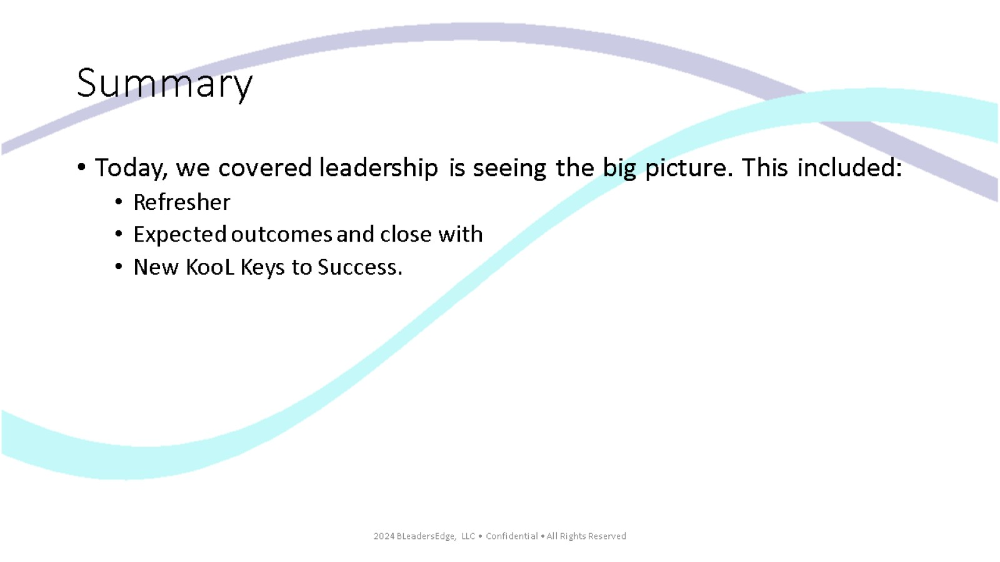 Summary
• Today, we covered leadership is seeing the big picture. This included:
• Refresher
• Expected outcomes and close with
• New KooL Keys to Success.
2024 BLeadersEdge, LLC • Confidential • All Rights Reserved